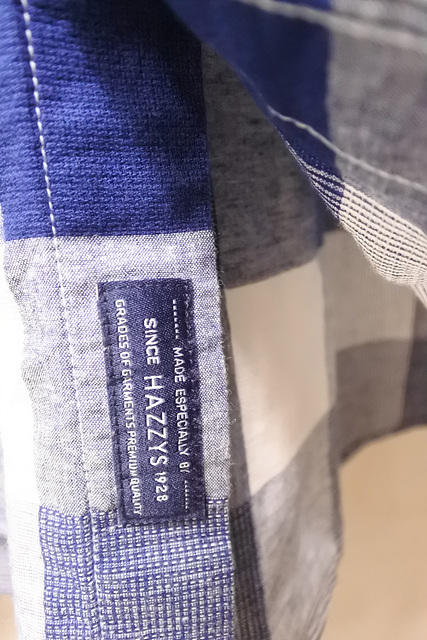 ------- MADE ESPECIALLY BY -------
SINCE HAZZYS 1928
GRADES OF GARMENTS PREMIUM QUALITY